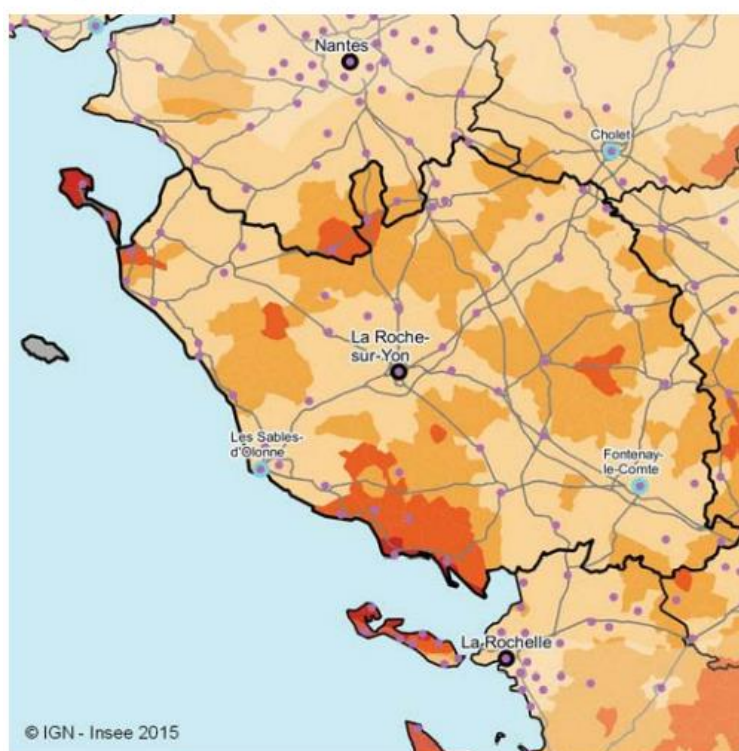 Nantes
Cholet
La Roche-
sur-Yon
Les Sables-
d'Olonne
Fontenay-
le-Comte
La Rochelle
© IGN - Insee 2015